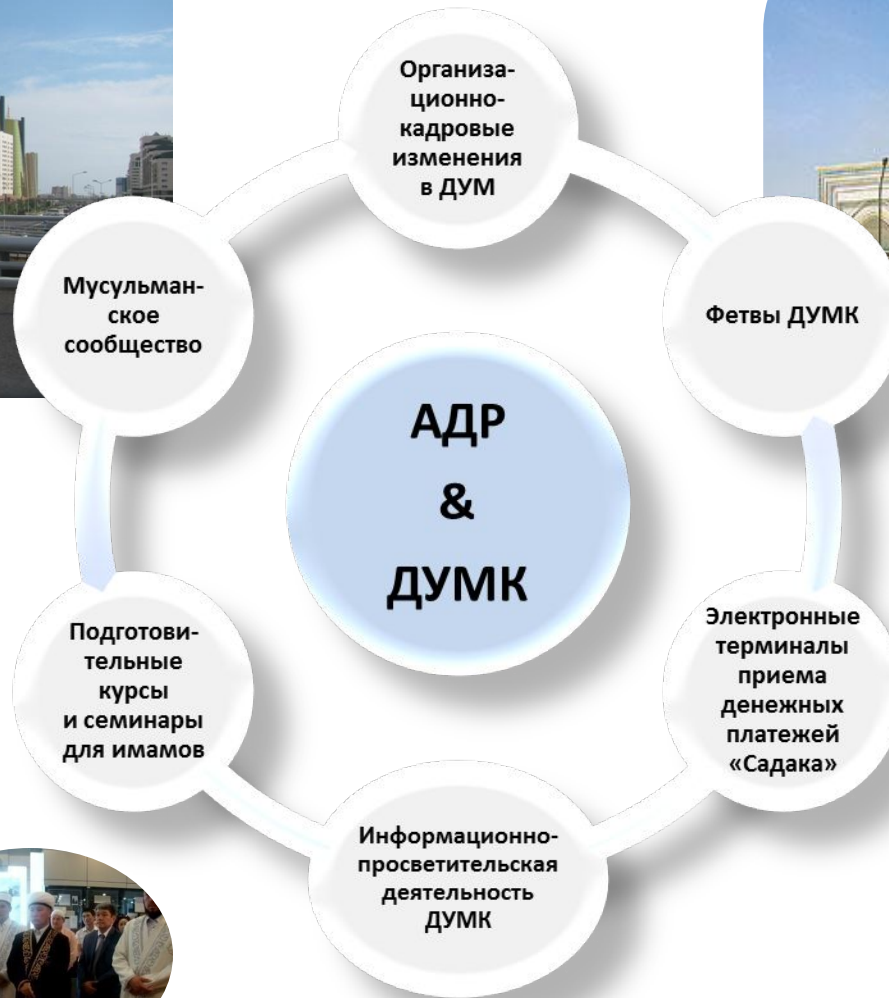 Организа-
ционно-
кадровые
изменения
в ДУМ
Мусульман-
ское
сообщество
Фетвы ДУМК
АДР
&
ДУМК
Подготови-
тельные
курсы
и семинары
для имамов
Электронные
терминалы
приема
денежных
платежей
«Садака»
Информационно-
просветительская
деятельность
ДУМК